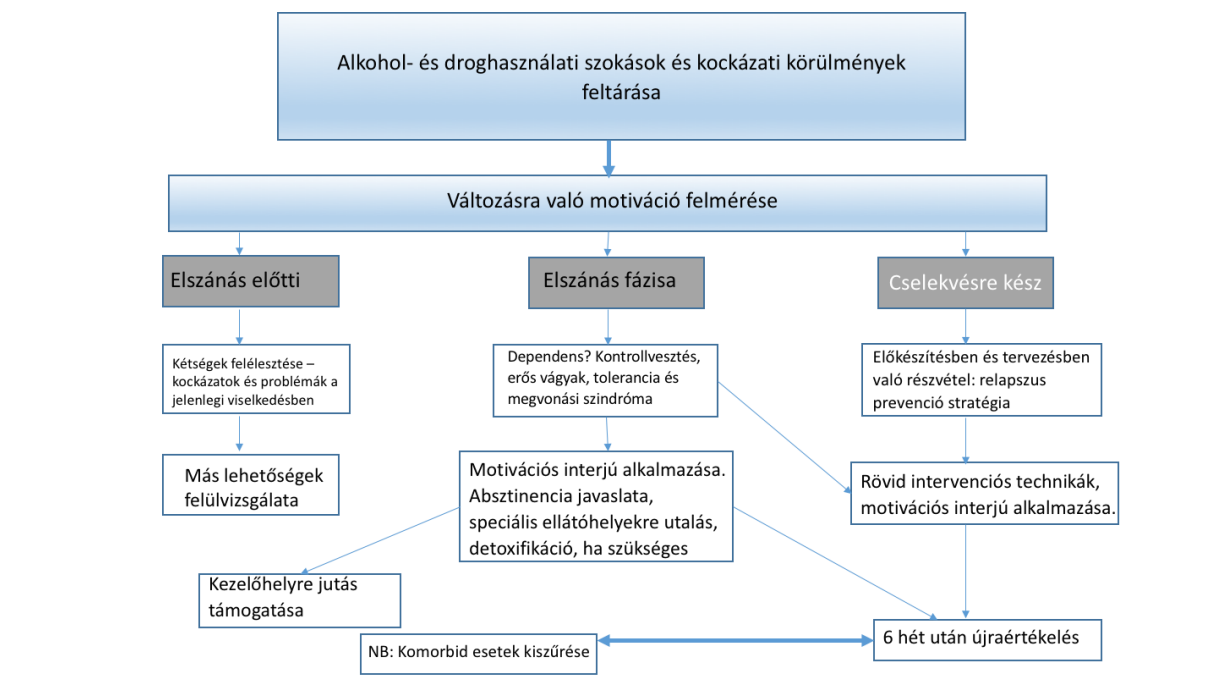 Alkohol- és droghasználati szokások és kockázati körülmények
feltárása
Változásra való motiváció felmérése
Elszánás előtti
Elszánás fázisa
Cselekvésre kész
Kétségek felélesztése –
kockázatok és problémák a
jelenlegi viselkedésben
Dependens? Kontrollvesztés,
erős vágyak, tolerancia és
megvonási szindróma
Előkészítésben és tervezésben
való részvétel: relapszus
prevenció stratégia
Más lehetőségek
felülvizsgálata
Motivációs interjú alkalmazása.
Absztinencia javaslata,
speciális ellátóhelyekre utalás,
detoxifikáció, ha szükséges
Rövid intervenciós technikák,
motivációs interjú alkalmazása.
Kezelőhelyre jutás
támogatása
NB: Komorbid esetek kiszűrése
6 hét után újraértékelés